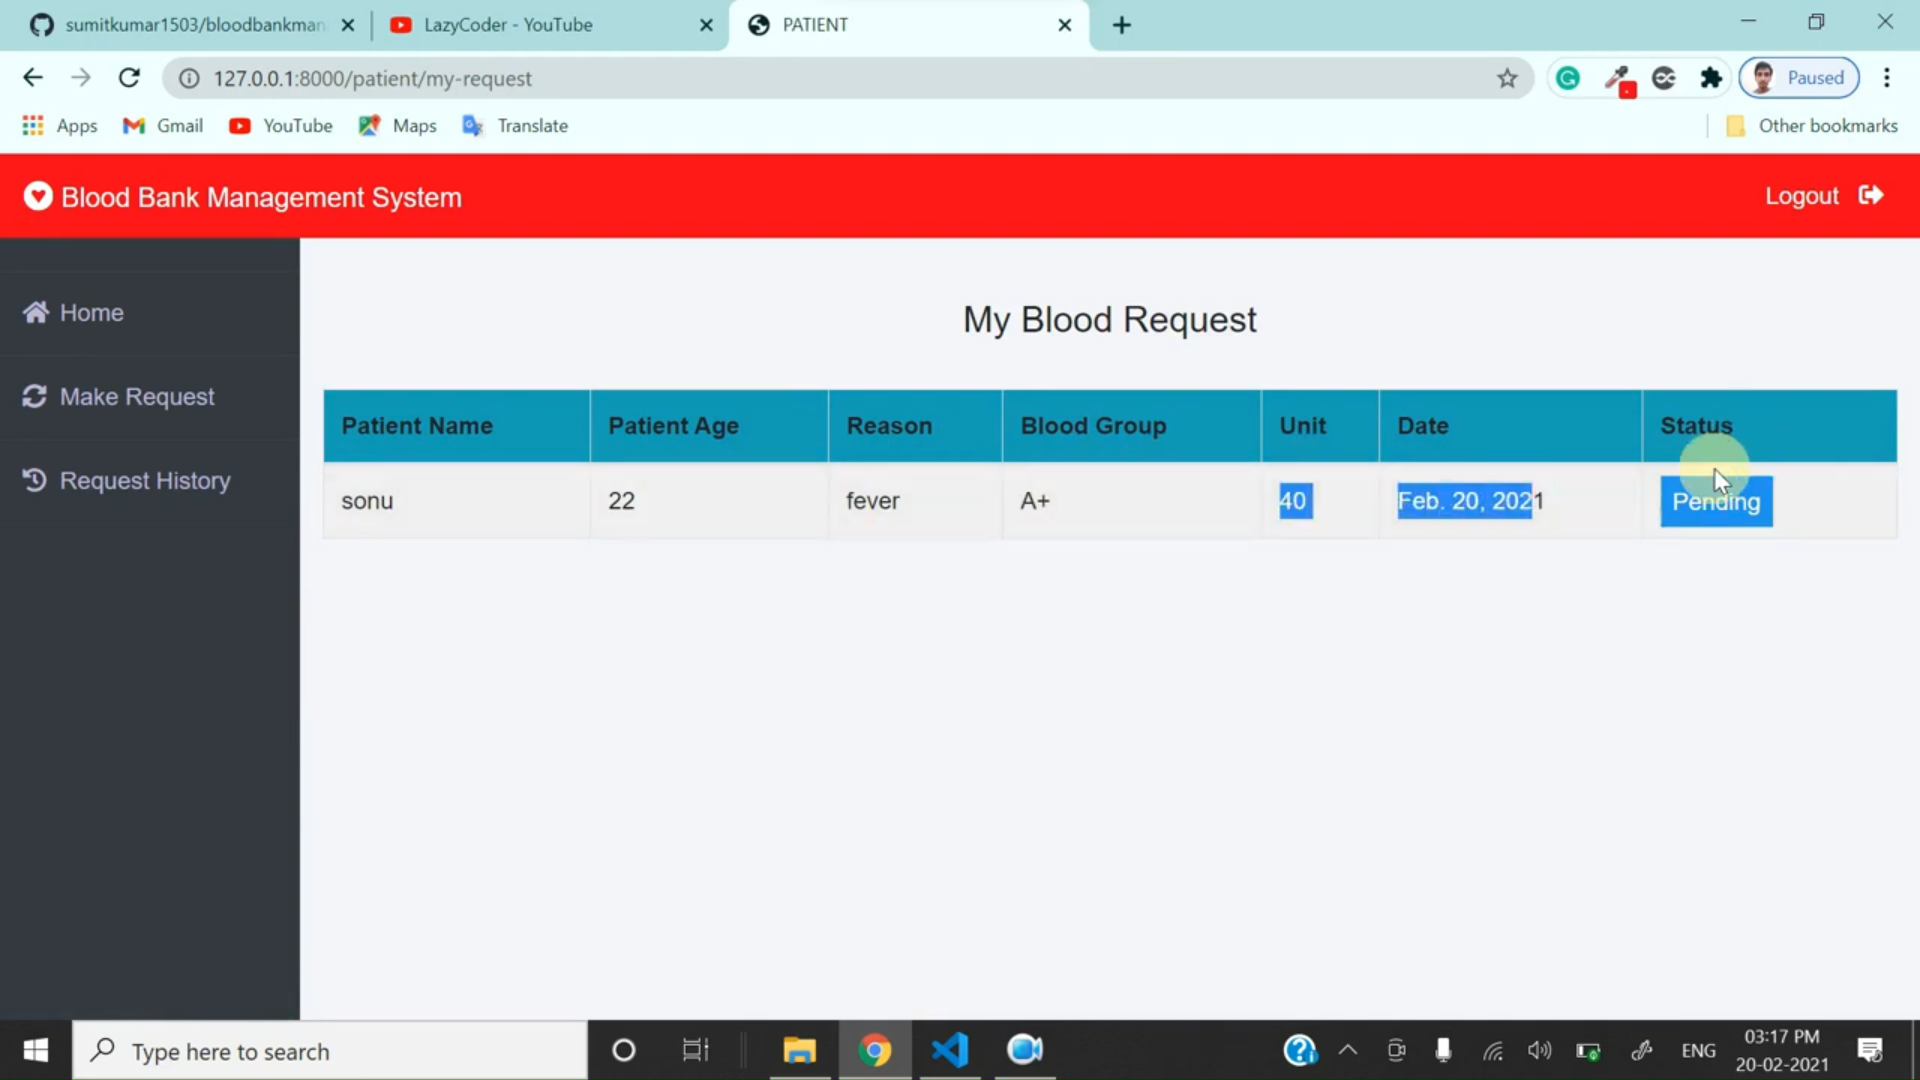 sumitkumar1503/bloodbankman
LazyCoder - YouTube
PATIENT
127.0.0.1:8000/patient/my-request
Paused
Apps
Gmail
YouTube
Maps
Translate
Other bookmarks
Blood Bank Management System
Logout
Home
Make Request
Request History
My Blood Request
Patient Name Patient Age Reason Blood Group Unit Date Status
sonu 22 fever A+ 40 Feb. 20, 2021 Pending
Type here to search
ENG
03:17 PM
20-02-2021